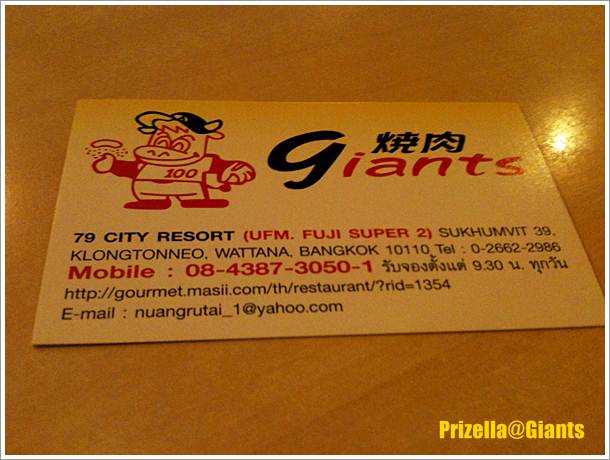 焼肉
giants
100
79 CITY RESORT (UFM. FUJI SUPER 2) SUKHUMVIT 39,
KLONGTONNEO, WATTANA, BANGKOK 10110 Tel : 0-2662-2986
Mobile : 08-4387-3050-1 รับจองตั้งแต่ 9.30 น. ทุกวัน
http://gourmet.masii.com/th/restaurant/?rid=1354
E-mail : nuangrutai_1@yahoo.com
Prizella@Giants